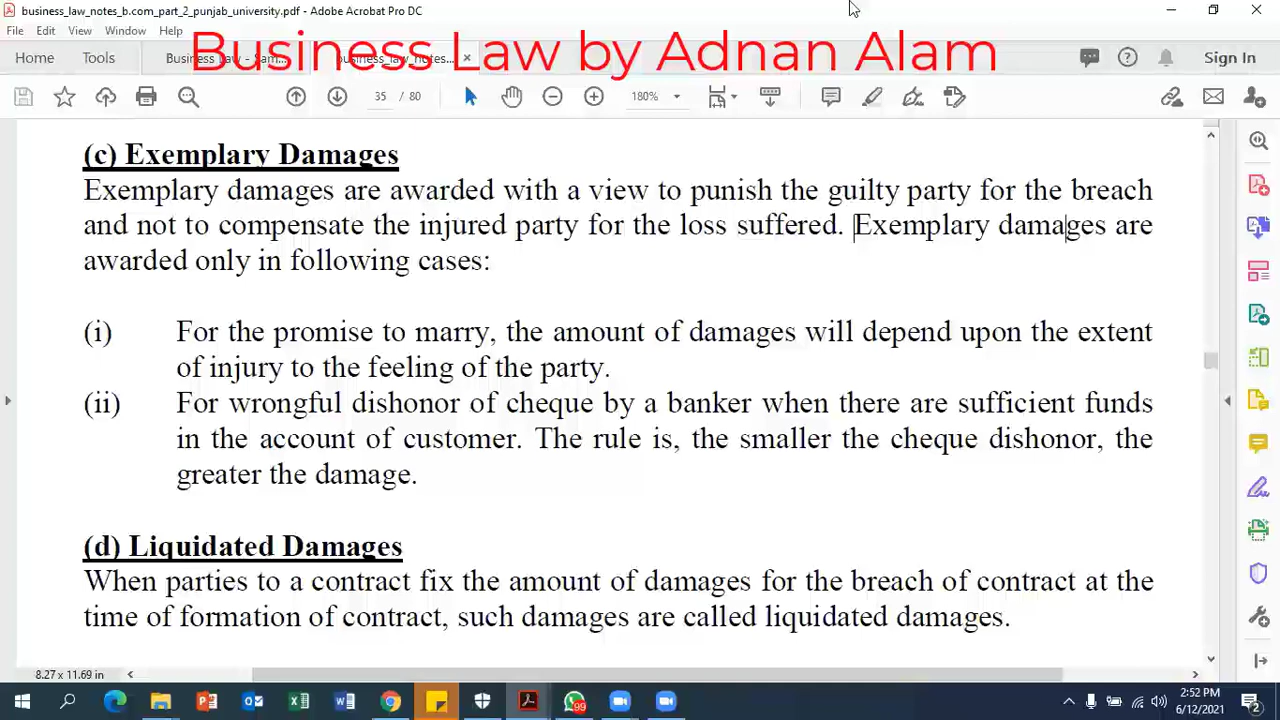 business_law_notes_b.com_part_2_punjab_university.pdf - Adobe Acrobat Pro DC
File Edit View Window Help
Business Law by Adnan Alam
Home Tools Business Law - Sam... business_law_notes... × Sign In
35 / 80 180%
(c) Exemplary Damages
Exemplary damages are awarded with a view to punish the guilty party for the breach
and not to compensate the injured party for the loss suffered. Exemplary damages are
awarded only in following cases:
(i) For the promise to marry, the amount of damages will depend upon the extent
of injury to the feeling of the party.
(ii) For wrongful dishonor of cheque by a banker when there are sufficient funds
in the account of customer. The rule is, the smaller the cheque dishonor, the
greater the damage.
(d) Liquidated Damages
When parties to a contract fix the amount of damages for the breach of contract at the
time of formation of contract, such damages are called liquidated damages.
8.27 x 11.69 in
99
2:52 PM
6/12/2021
2